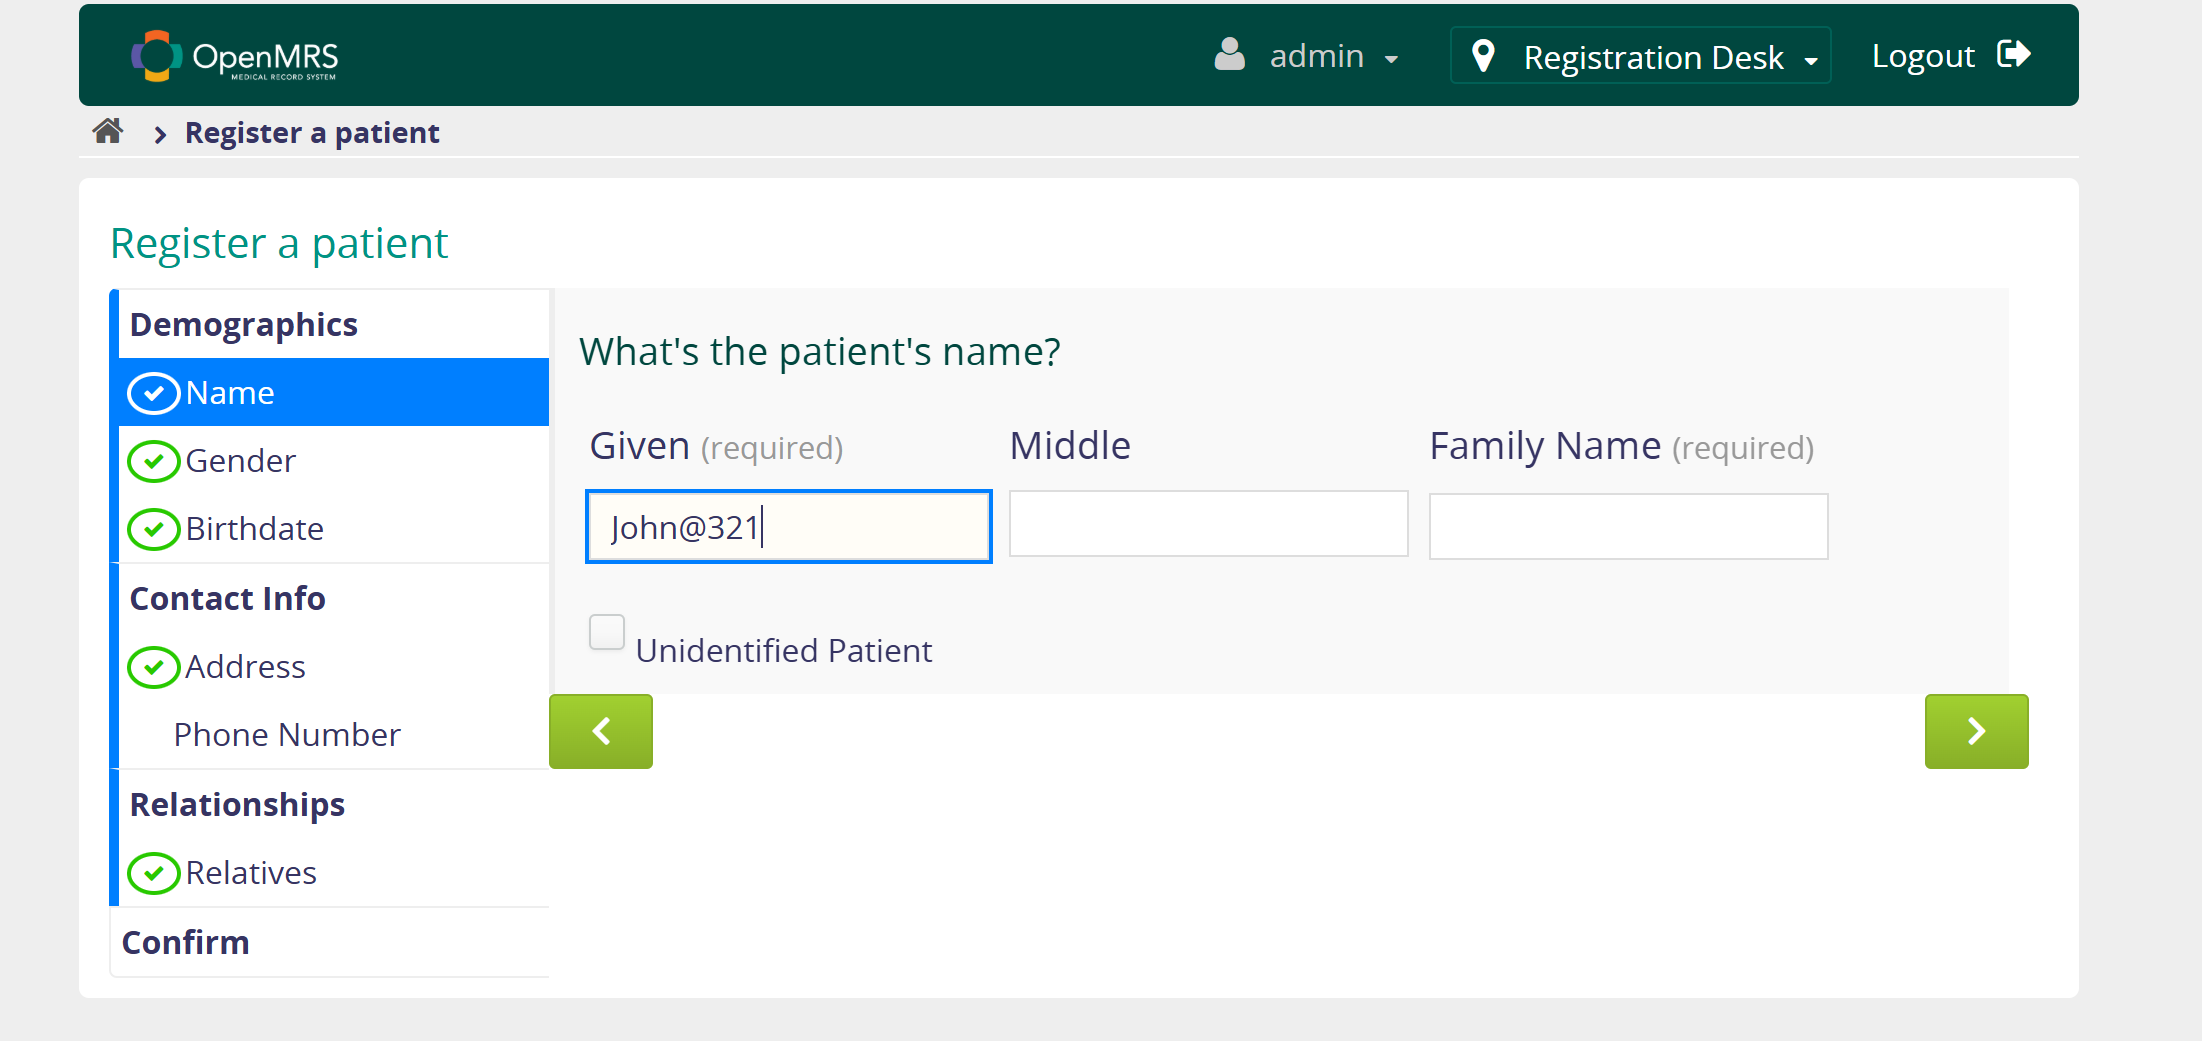 OpenMRS
MEDICAL RECORD SYSTEM
admin
Registration Desk
Logout
Register a patient
Register a patient
Demographics
Name
Gender
Birthdate
Contact Info
Address
Phone Number
Relationships
Relatives
Confirm
What's the patient's name?
Given (required)
Middle
Family Name (required)
John@321
Unidentified Patient